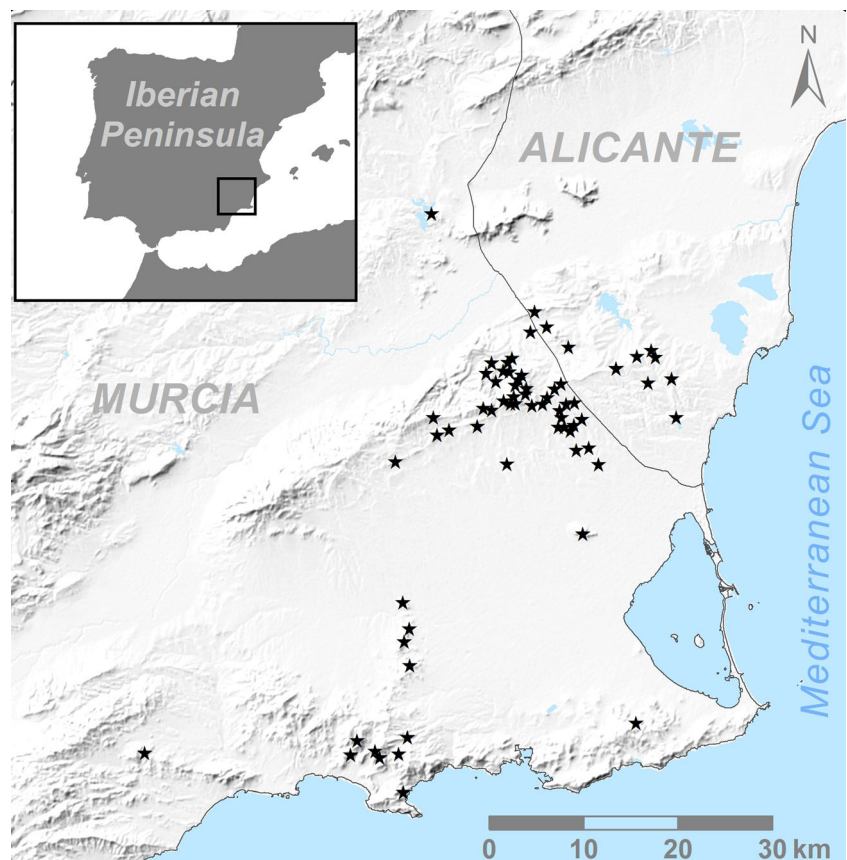 Iberian
Peninsula
N
ALICANTE
MURCIA
Mediterranean Sea
0 10 20 30 km